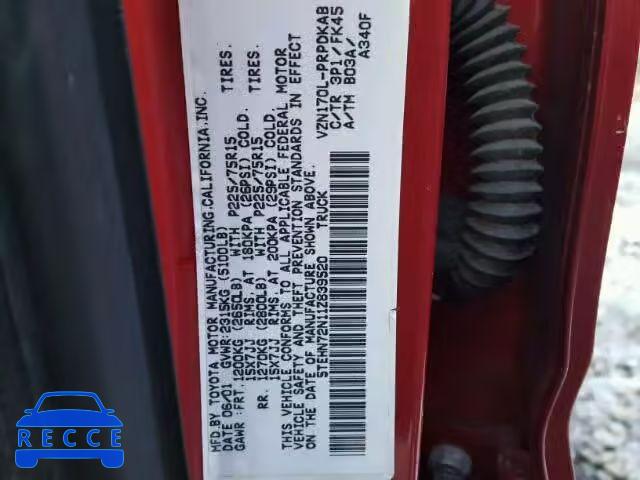 MFD.BY TOYOTA MOTOR MANUFACTURING.CALIFORNIA.INC.
DATE 06/01 GVWR: 2315KG (5100LB)
GAWR:FRT.1200KG (2650LB) WITH P225/75R15 TIRES.
15X7JJ RIMS. AT 180KPA (26PSI) COLD.
RR. 1270KG (2800LB) WITH P225/75R15 TIRES.
15X7JJ RIMS. AT 200KPA (29PSI) COLD.
THIS VEHICLE CONFORMS TO ALL APPLICABLE FEDERAL MOTOR
VEHICLE SAFETY AND THEFT PREVENTION STANDARDS IN EFFECT
ON THE DATE OF MANUFACTURE SHOWN ABOVE.
5TEHN72N11Z839520 TRUCK
VZN170L-PRPDKAB
C/TR 3P1/FK45
A/TM B03A/
A340F
RECCE